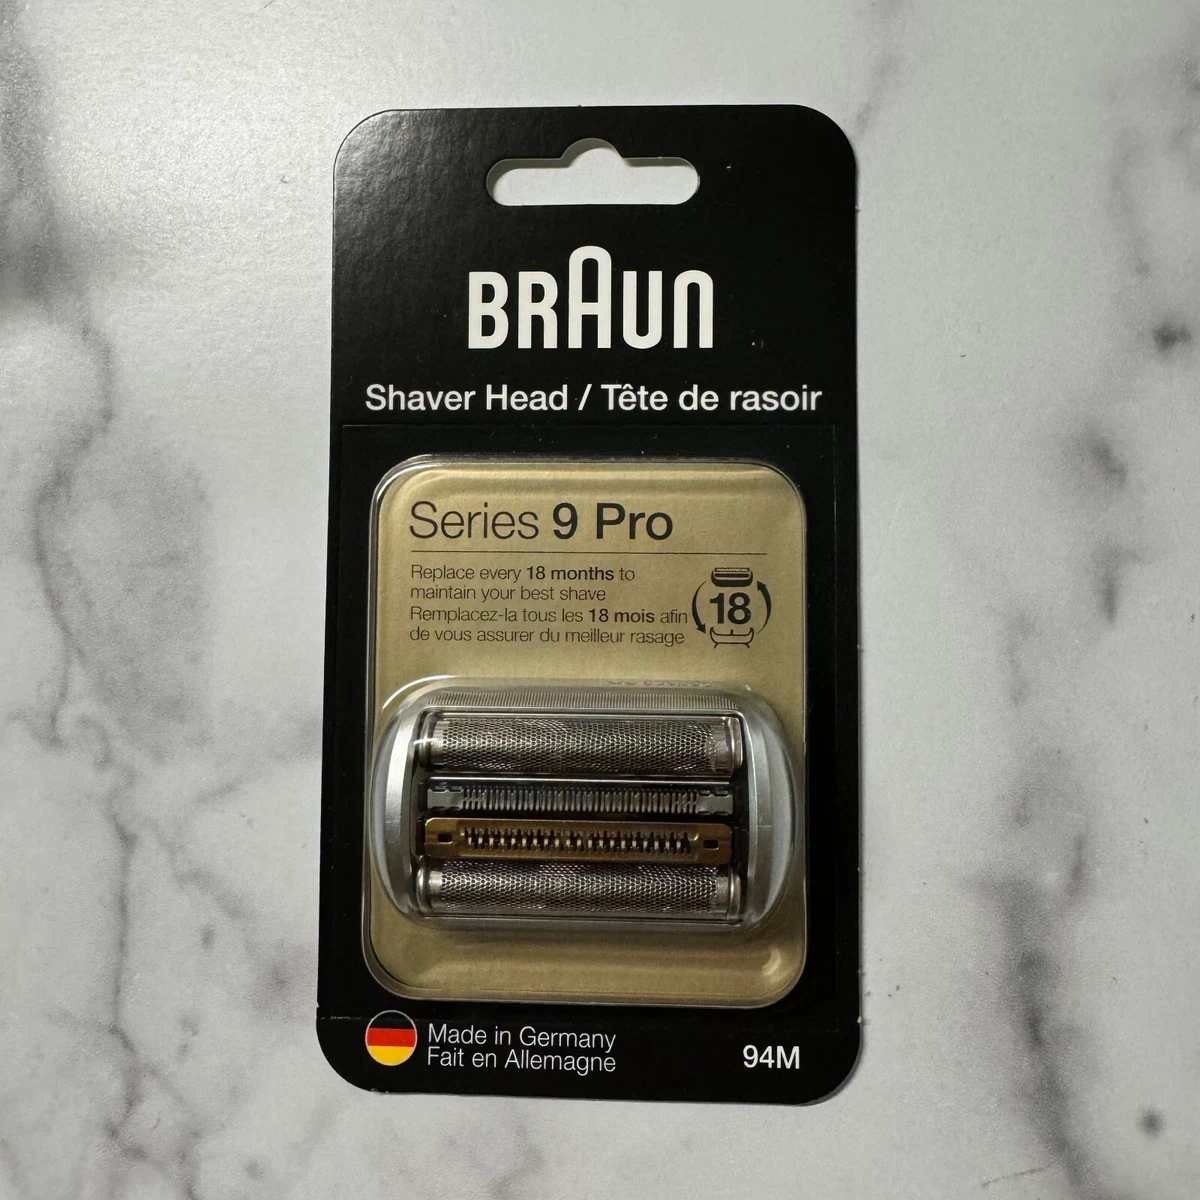 BRAUN
Shaver Head / Tête de rasoir
Series 9 Pro
Replace every 18 months to
maintain your best shave
Remplacez-la tous les 18 mois afin
de vous assurer du meilleur rasage
18
Made in Germany
Fait en Allemagne
94M